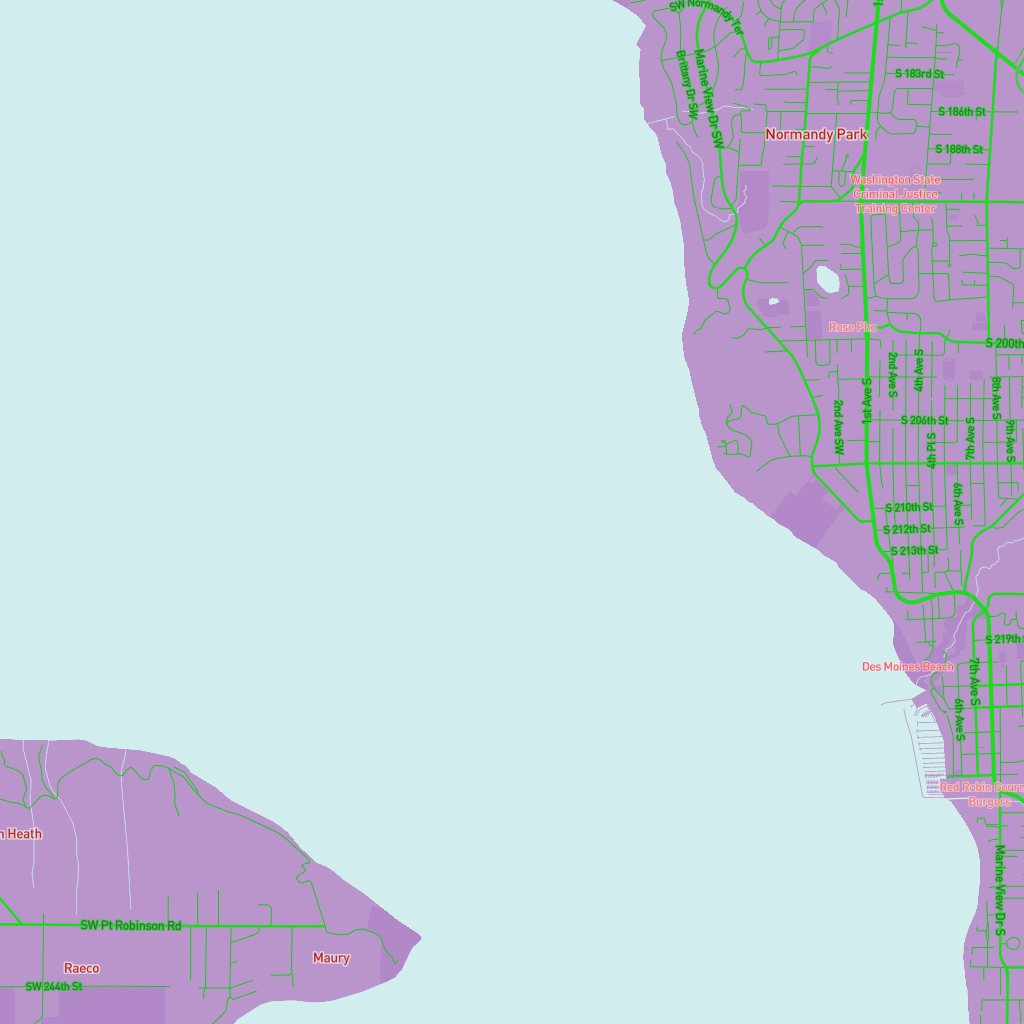 SW Normandy Ter
Brittany Dr SW
Marine View Dr SW
S 183rd St
S 186th St
Normandy Park
S 188th St
Washington State
Criminal Justice
Training Center
Rose Pho
S 200th
2nd Ave S
4th Ave S
8th Ave S
1st Ave S
2nd Ave SW
S 206th St
4th Pl S
7th Ave S
9th Ave S
6th Ave S
S 210th St
S 212th St
S 213th St
S 219th
Des Moines Beach
7th Ave S
6th Ave S
Red Robin Gourm
Burgers
Heath
Marine View Dr S
SW Pt Robinson Rd
Maury
Raeco
SW 244th St